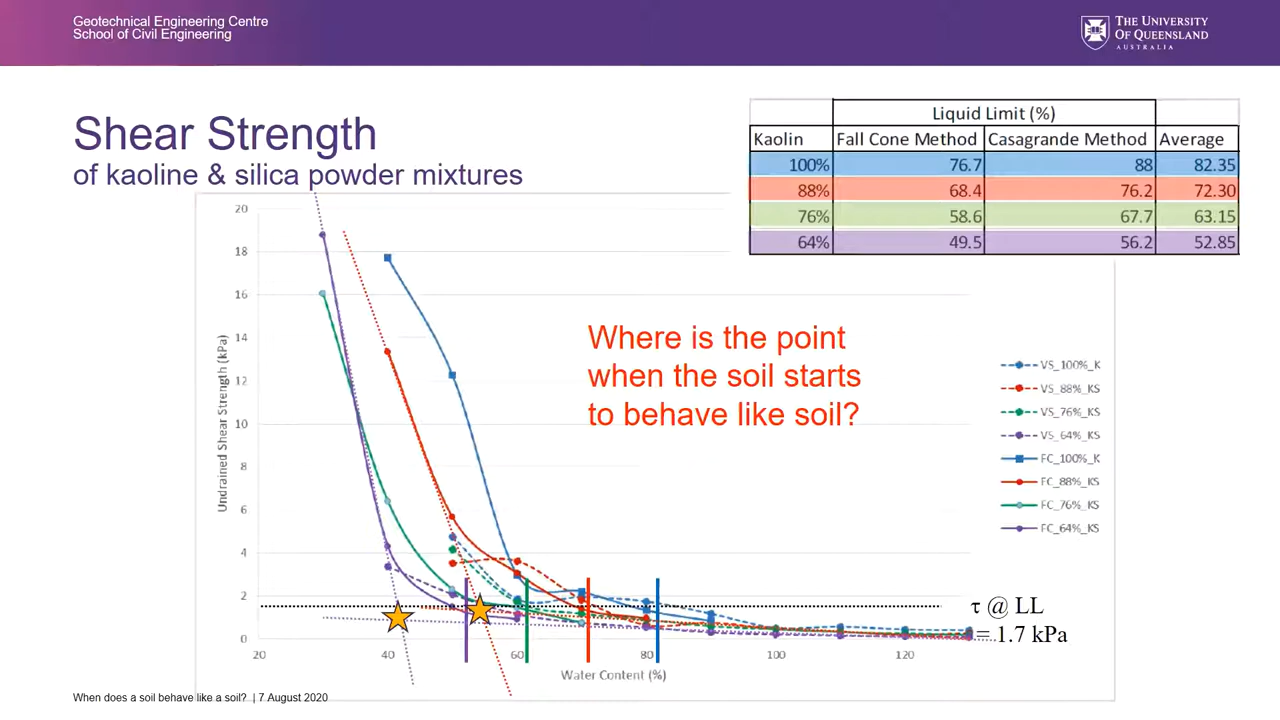 Geotechnical Engineering Centre
School of Civil Engineering
THE UNIVERSITY
OF QUEENSLAND
AUSTRALIA
Shear Strength
of kaoline & silica powder mixtures
Liquid Limit (%)
Kaolin Fall Cone Method Casagrande Method Average
100% 76.7 88 82.35
88% 68.4 76.2 72.30
76% 58.6 67.7 63.15
64% 49.5 56.2 52.85
20
18
16
14
12
10
8
6
4
2
0
Undrained Shear Strength (kPa)
Where is the point
when the soil starts
to behave like soil?
VS_100%_K
VS_88%_KS
VS_76%_KS
VS_64%_KS
FC_100%_K
FC_88%_KS
FC_76%_KS
FC_64%_KS
τ @ LL
= 1.7 kPa
20 40 60 80 100 120
Water Content (%)
When does a soil behave like a soil? | 7 August 2020